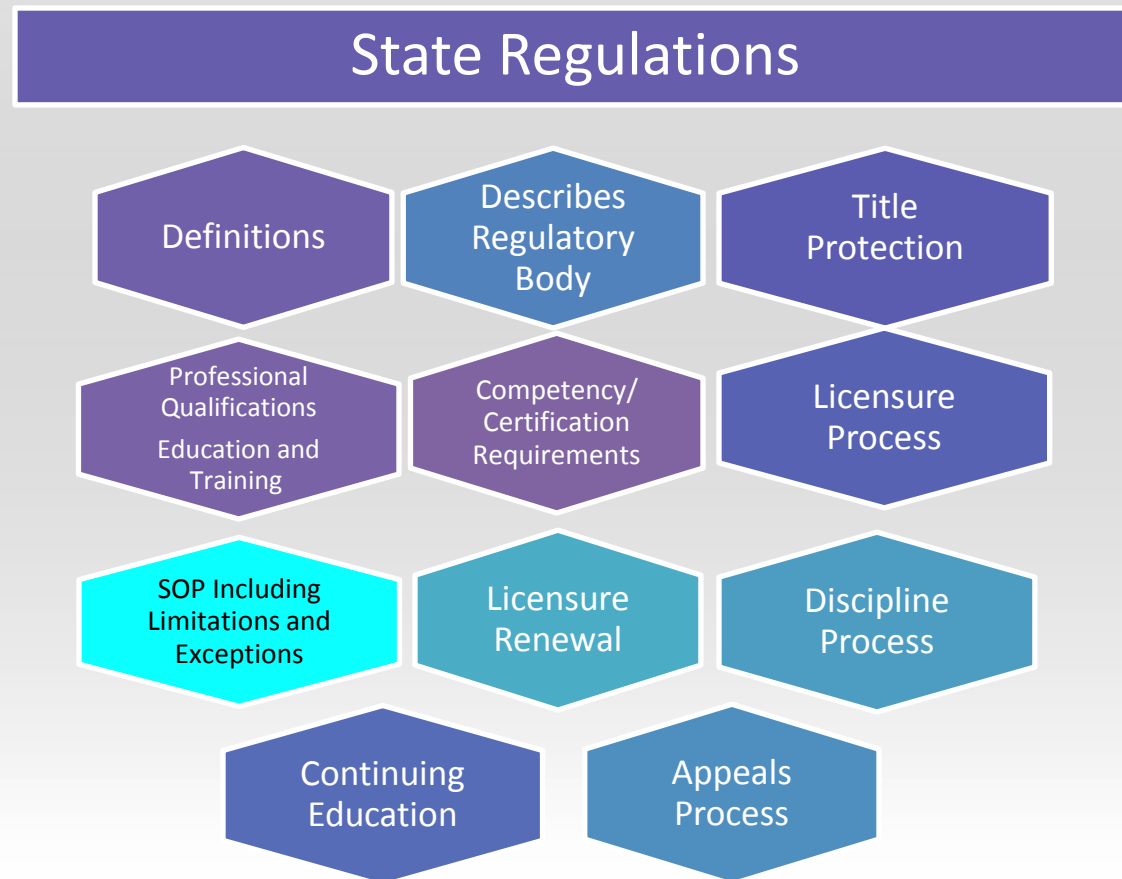 State Regulations
Definitions
Describes
Regulatory
Body
Title
Protection
Professional
Qualifications
Education and
Training
Competency/
Certification
Requirements
Licensure
Process
SOP Including
Limitations and
Exceptions
Licensure
Renewal
Discipline
Process
Continuing
Education
Appeals
Process